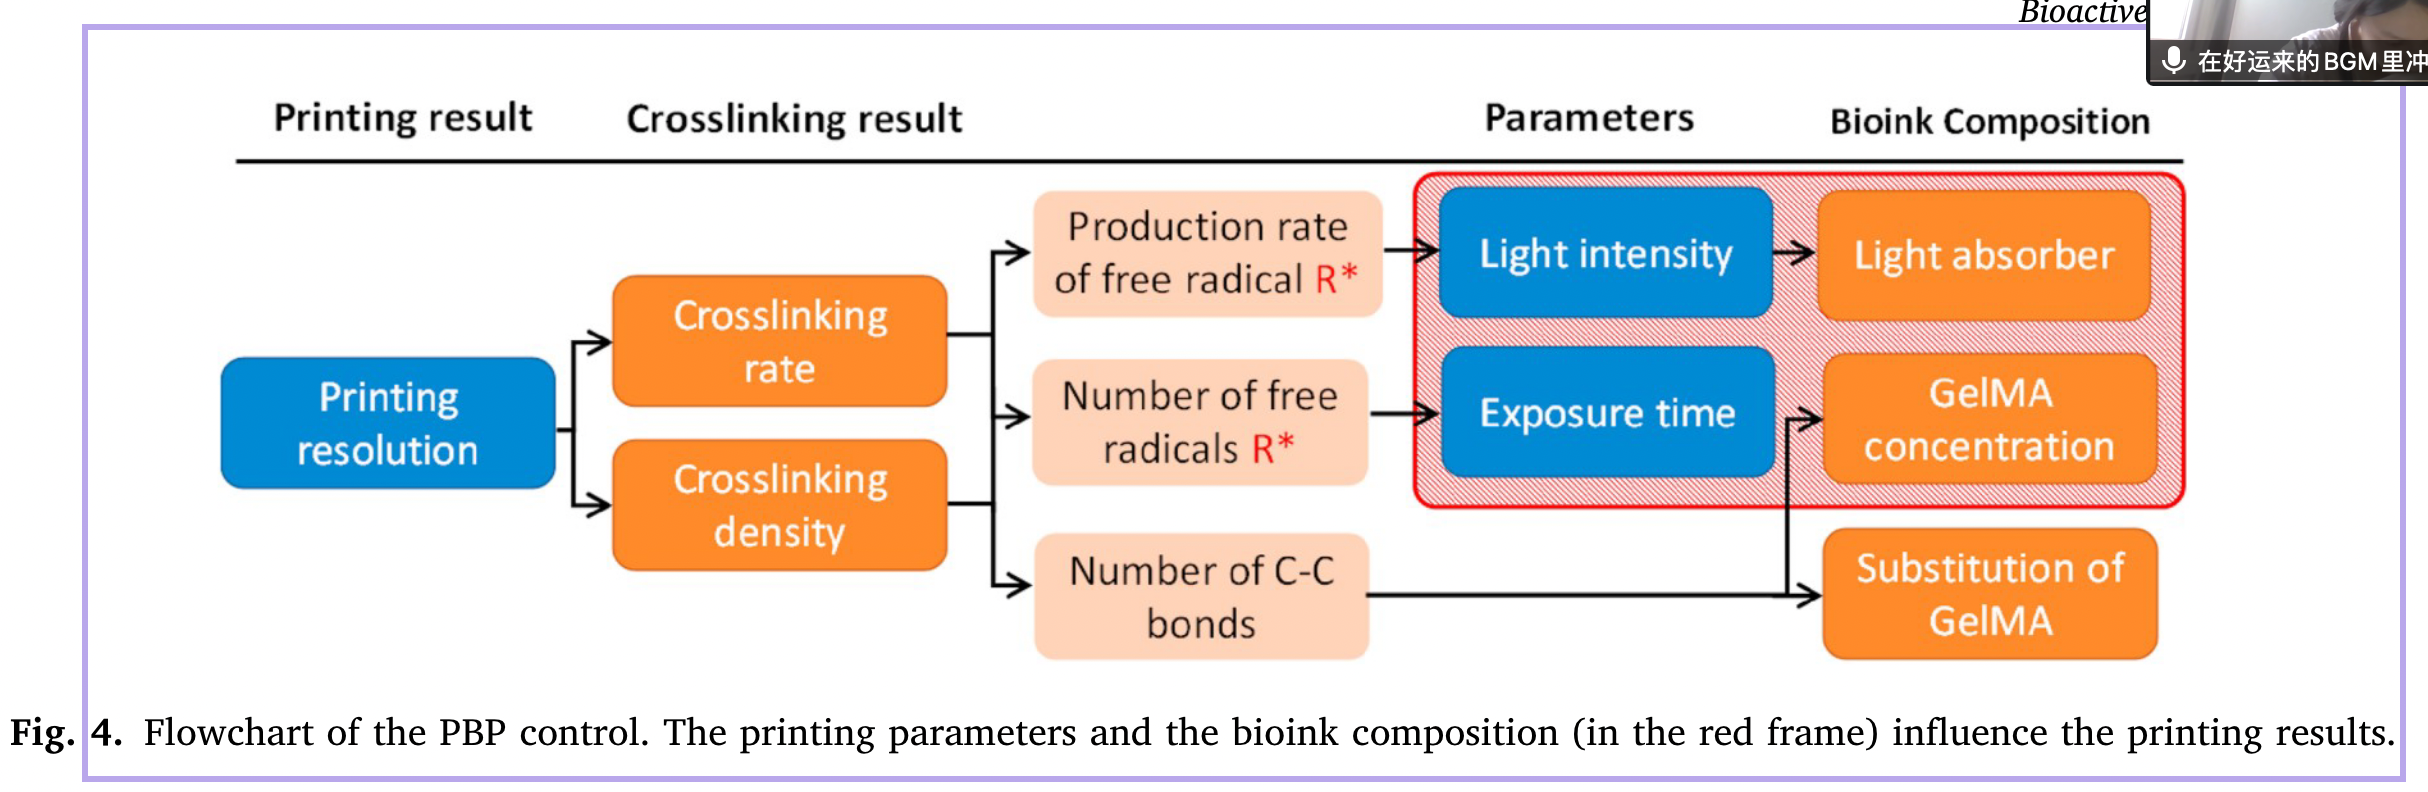 Bioactive
在好运来的BGM里冲
Printing result
Crosslinking result
Parameters
Bioink Composition
Production rate
of free radical R*
Light intensity
Light absorber
Crosslinking
rate
Printing
resolution
Number of free
radicals R*
Exposure time
GelMA
concentration
Crosslinking
density
Number of C-C
bonds
Substitution of
GelMA
Fig. 4. Flowchart of the PBP control. The printing parameters and the bioink composition (in the red frame) influence the printing results.